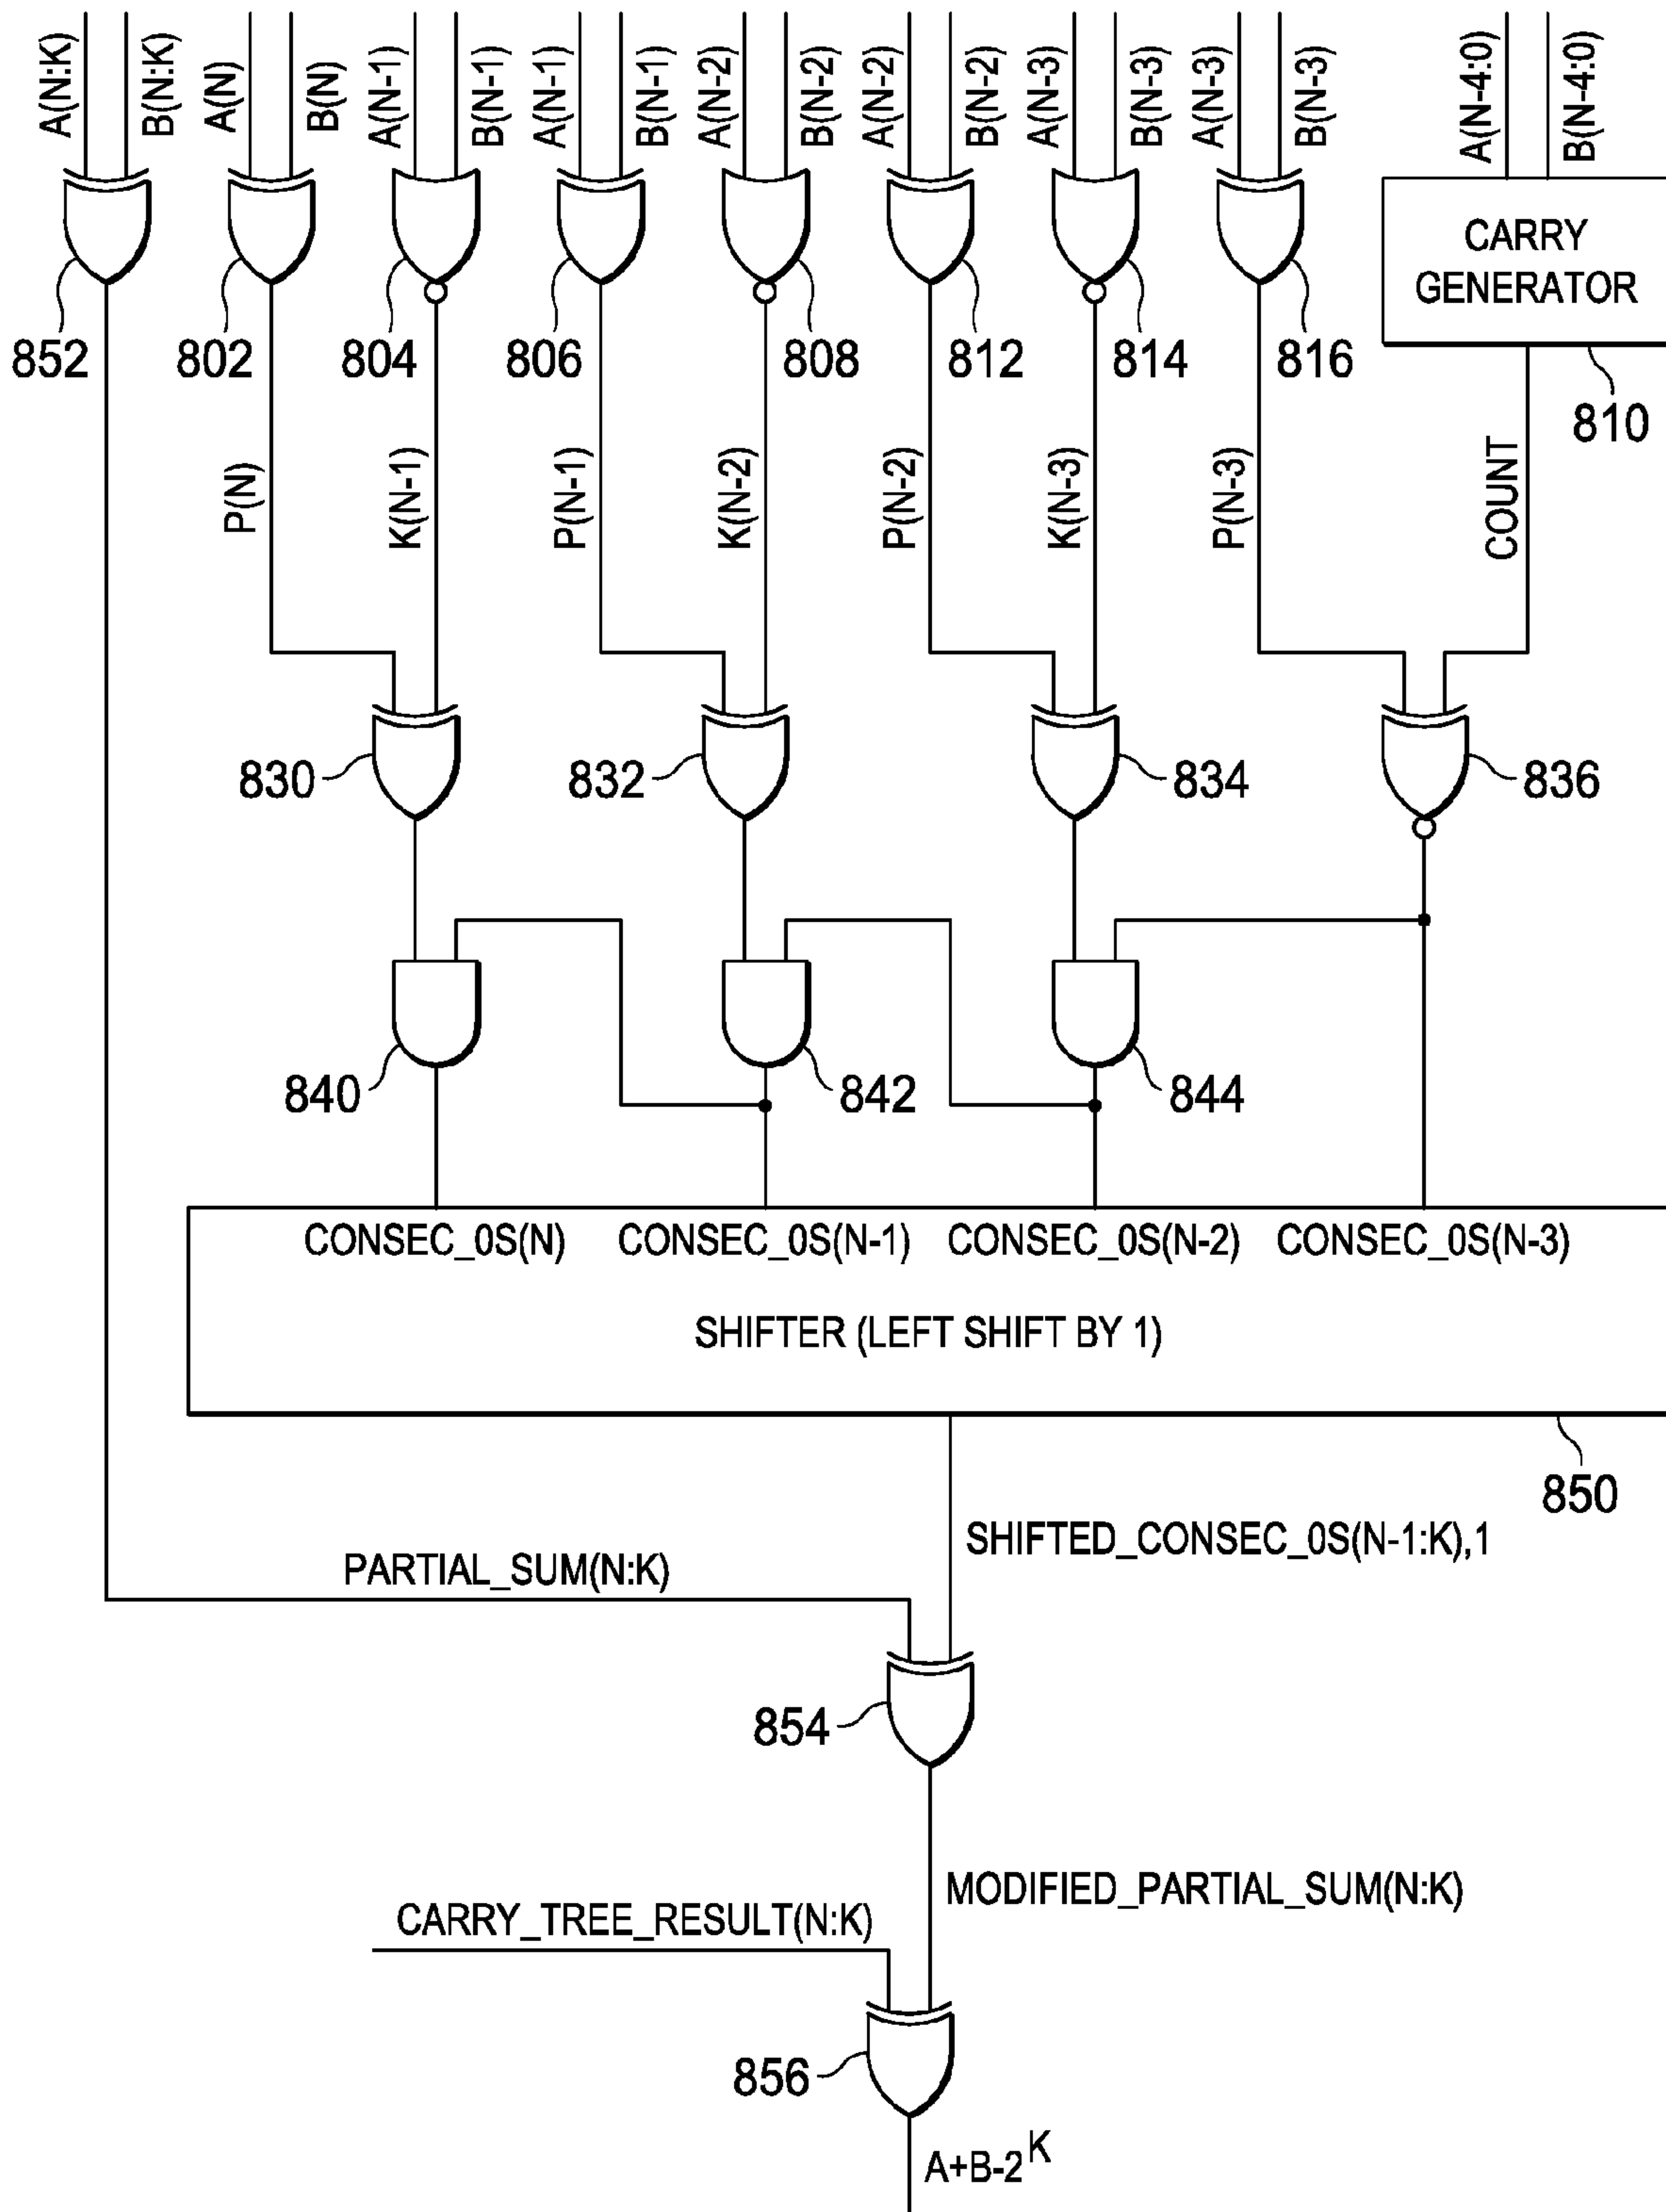 A(N:K)
B(N:K)
A(N)
B(N)
A(N-1)
B(N-1)
A(N-1)
B(N-1)
A(N-2)
B(N-2)
A(N-2)
B(N-2)
A(N-3)
B(N-3)
A(N-3)
B(N-3)
A(N-4:0)
B(N-4:0)
CARRY
GENERATOR
852
802
804
806
808
812
814
816
810
P(N)
K(N-1)
P(N-1)
K(N-2)
P(N-2)
K(N-3)
P(N-3)
COUNT
830
832
834
836
840
842
844
CONSEC_0S(N)
CONSEC_0S(N-1)
CONSEC_0S(N-2)
CONSEC_0S(N-3)
SHIFTER (LEFT SHIFT BY 1)
850
SHIFTED_CONSEC_0S(N-1:K),1
PARTIAL_SUM(N:K)
854
MODIFIED_PARTIAL_SUM(N:K)
CARRY_TREE_RESULT(N:K)
856
A+B-2^K